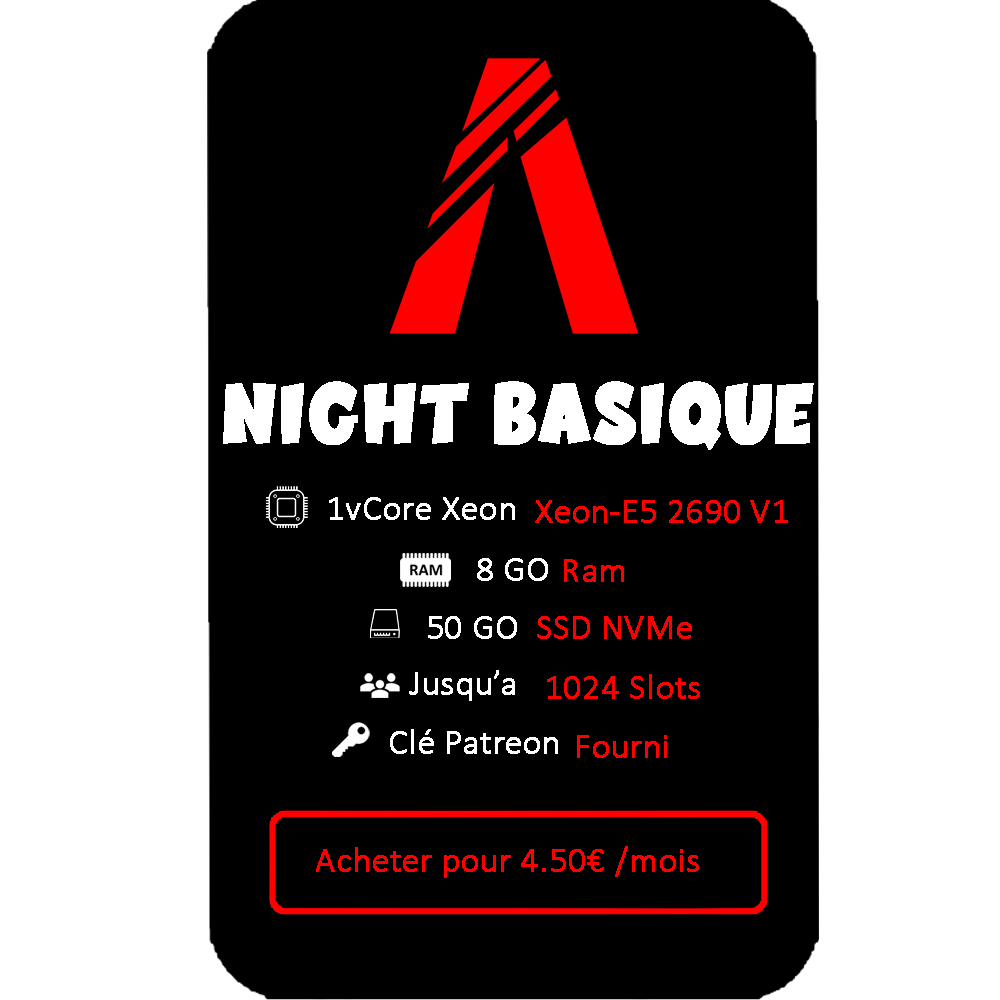 NIGHT BASIQUE
1vCore Xeon Xeon-E5 2690 V1
RAM 8 GO Ram
50 GO SSD NVMe
Jusqu’a 1024 Slots
Clé Patreon Fourni
Acheter pour 4.50€ /mois